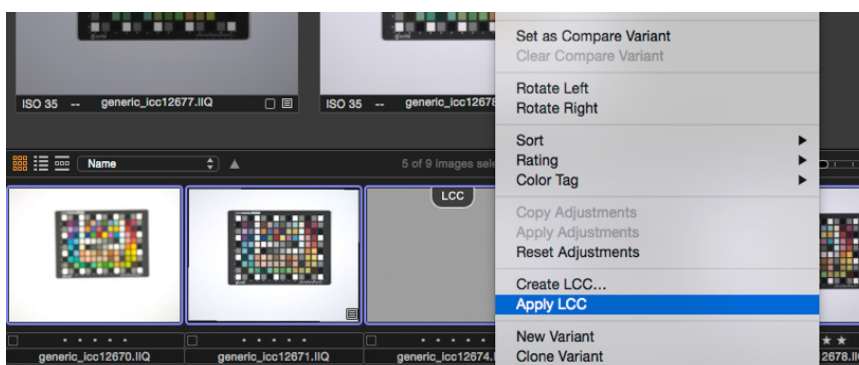 Set as Compare Variant
Clear Compare Variant
Rotate Left
Rotate Right
ISO 35 -- generic_icc12677.IIQ
ISO 35 -- generic_icc12678
Sort
Rating
Color Tag
Name
5 of 9 images sele
LCC
Copy Adjustments
Apply Adjustments
Reset Adjustments
Create LCC...
Apply LCC
New Variant
Clone Variant
generic_icc12670.IIQ
generic_icc12671.IIQ
generic_icc12674.I
2678.II